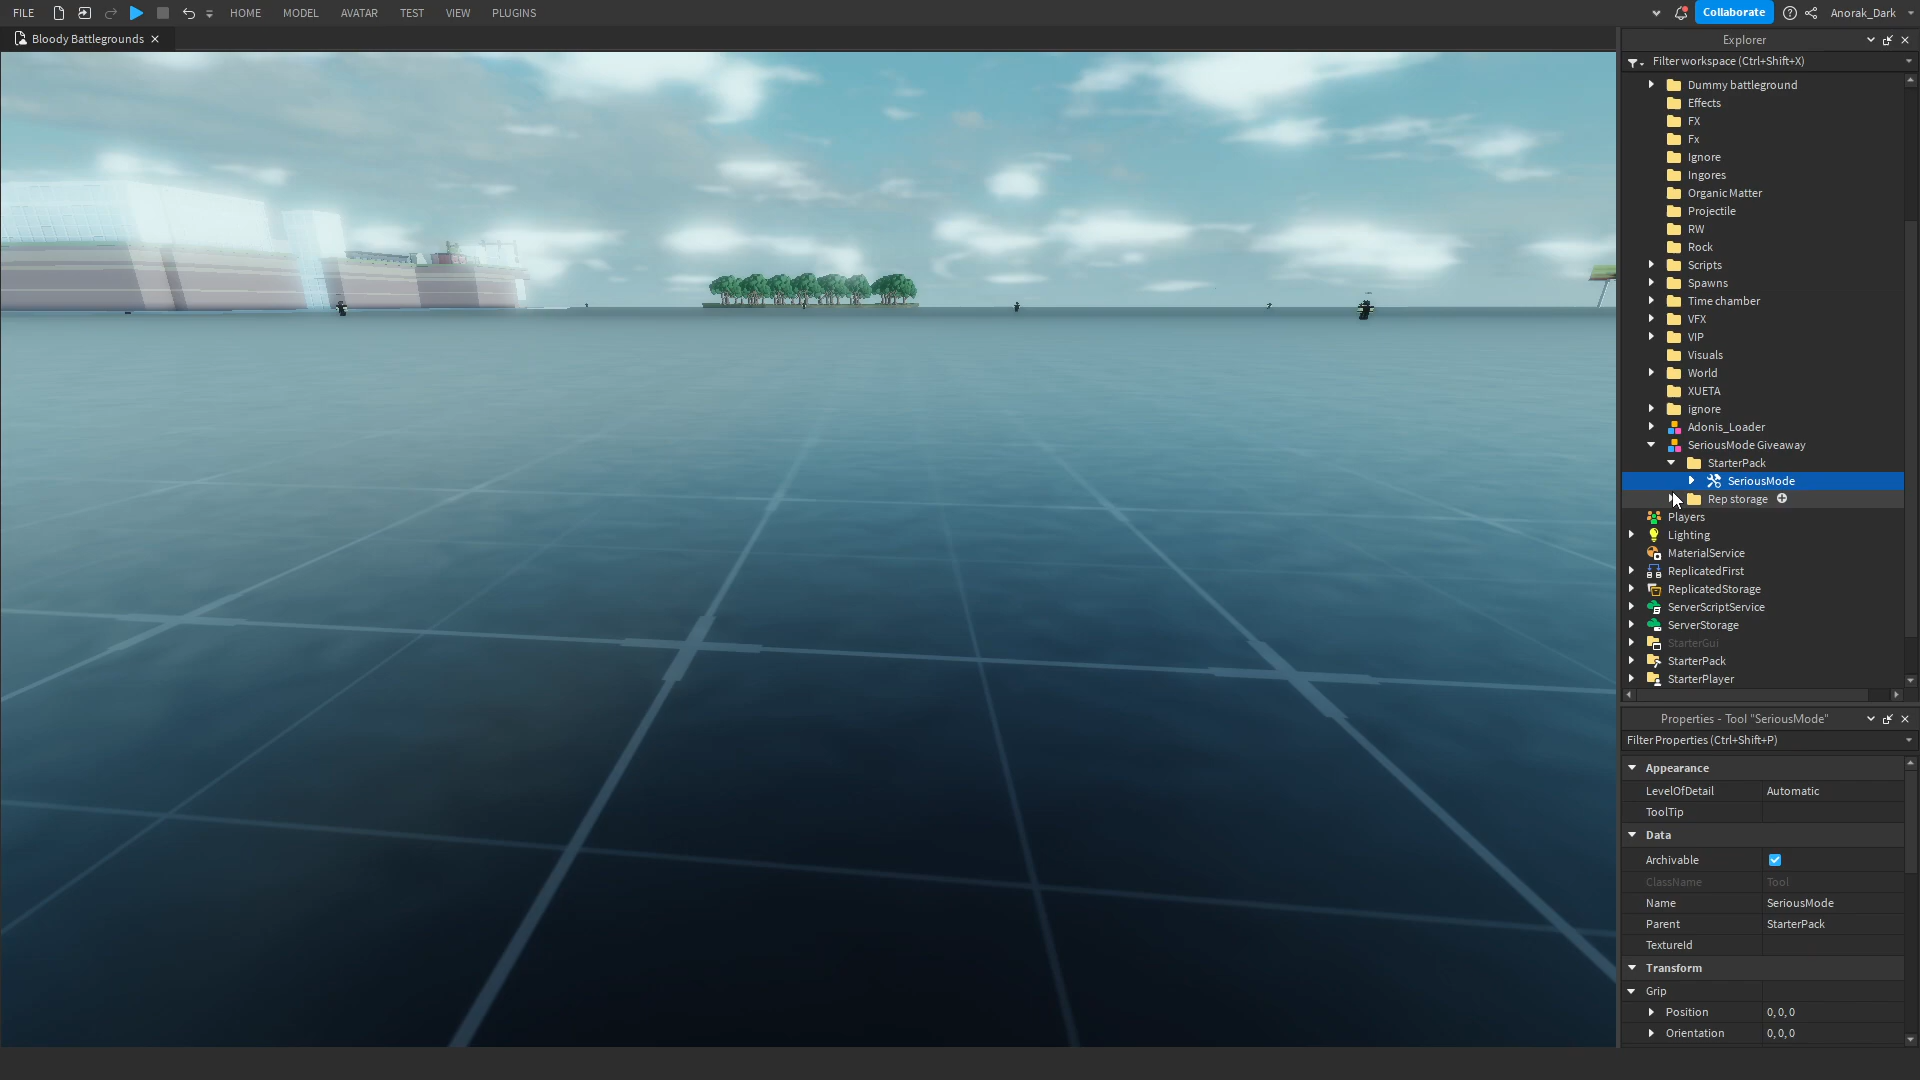 FILE HOME MODEL AVATAR TEST VIEW PLUGINS Collaborate Anorak_Dark
Bloody Battlegrounds
Explorer
Filter workspace (Ctrl+Shift+X)
Dummy battleground
Effects
FX
Fx
Ignore
Ingores
Organic Matter
Projectile
RW
Rock
Scripts
Spawns
Time chamber
VFX
VIP
Visuals
World
XUETA
ignore
Adonis_Loader
SeriousMode Giveaway
StarterPack
SeriousMode
Rep storage
Players
Lighting
MaterialService
ReplicatedFirst
ReplicatedStorage
ServerScriptService
ServerStorage
StarterGui
StarterPack
StarterPlayer
Properties - Tool "SeriousMode"
Filter Properties (Ctrl+Shift+P)
Appearance
LevelOfDetail Automatic
ToolTip
Data
Archivable
ClassName Tool
Name SeriousMode
Parent StarterPack
TextureId
Transform
Grip
Position 0, 0, 0
Orientation 0, 0, 0